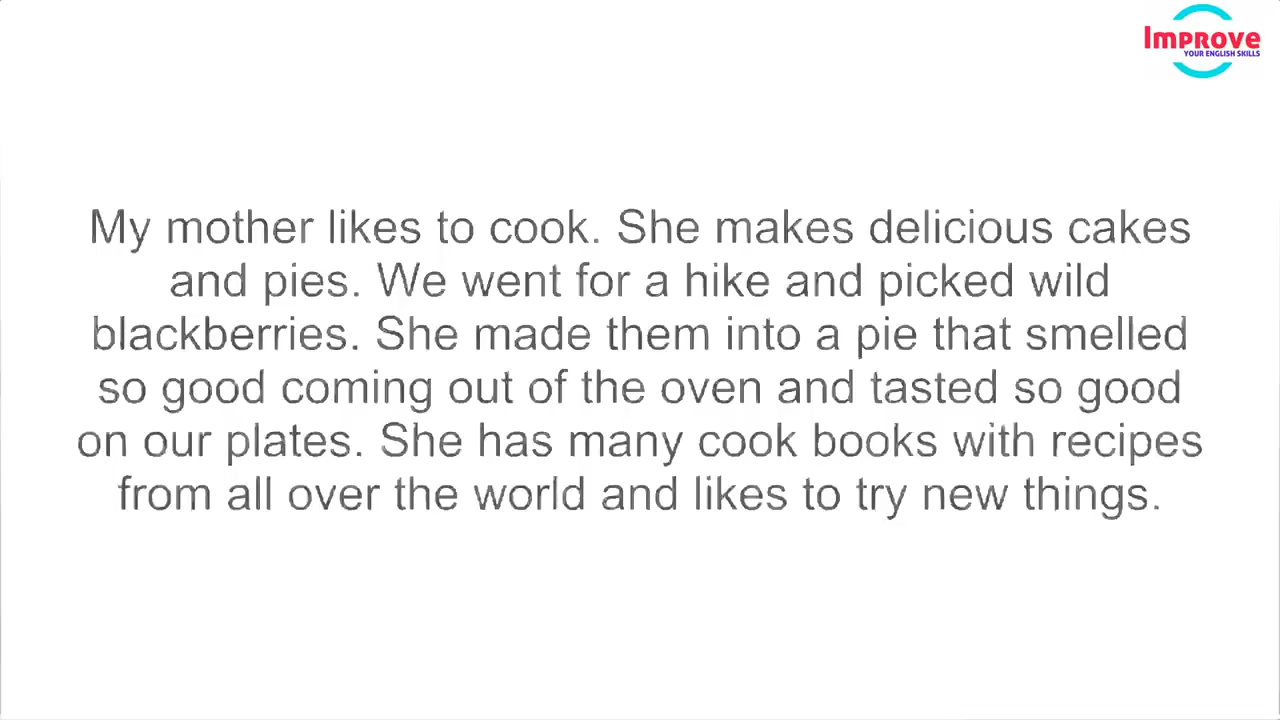 Improve
YOUR ENGLISH SKILLS
My mother likes to cook. She makes delicious cakes
and pies. We went for a hike and picked wild
blackberries. She made them into a pie that smelled
so good coming out of the oven and tasted so good
on our plates. She has many cook books with recipes
from all over the world and likes to try new things.